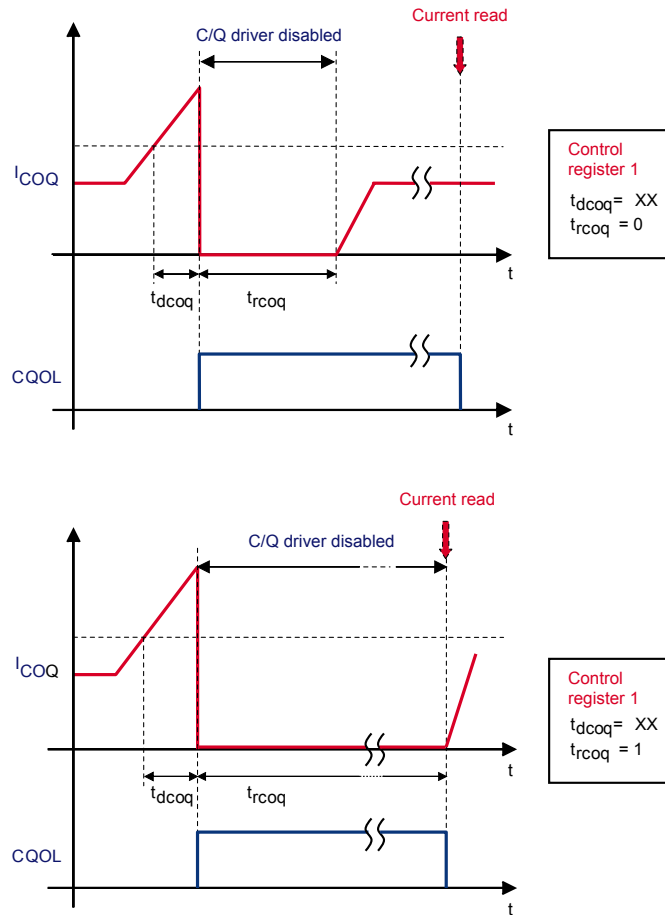 Current read
C/Q driver disabled
ICOQ
Control
register 1
tdcoq= XX
trcoq = 0
t
tdcoq
trcoq
CQOL
t
Current read
C/Q driver disabled
ICOQ
Control
register 1
tdcoq= XX
trcoq = 1
t
tdcoq
trcoq
CQOL
t